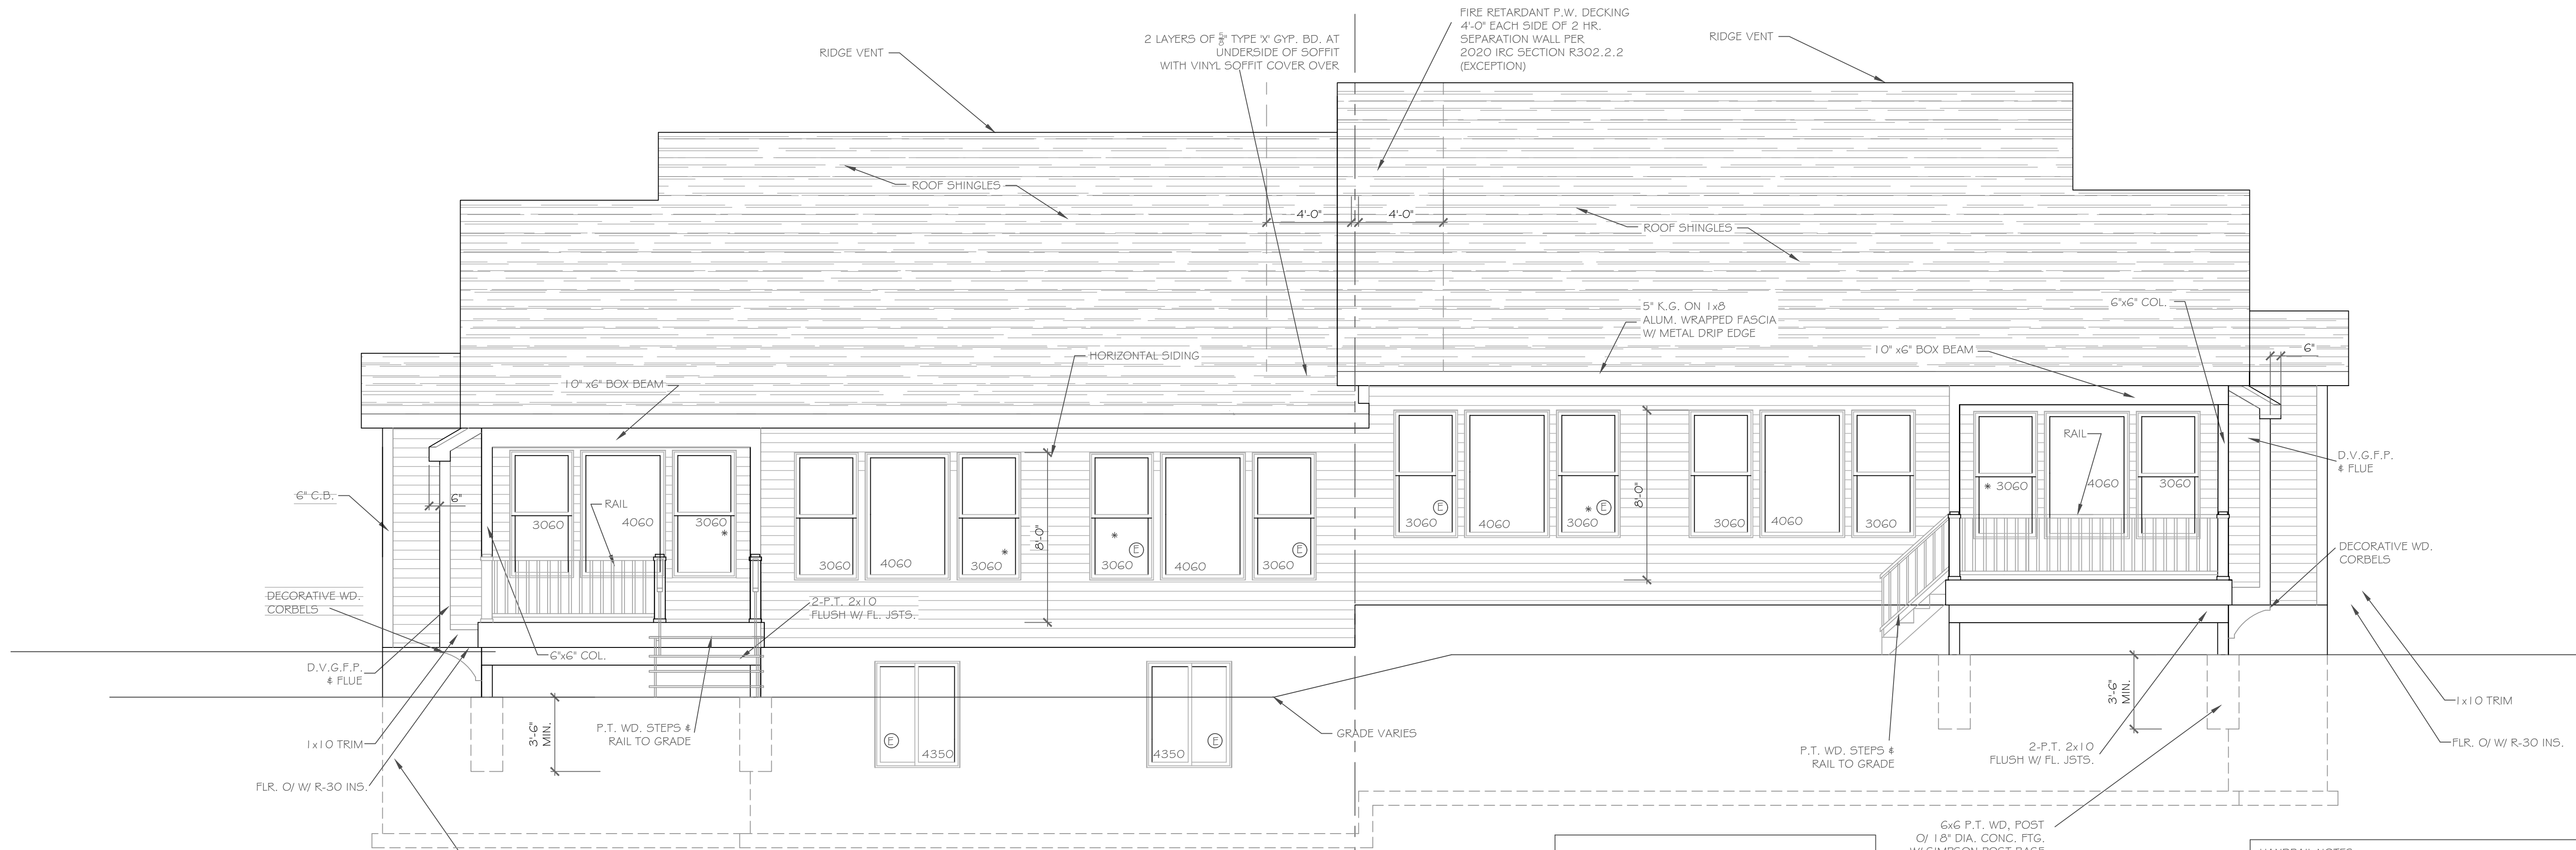 FIRE RETARDANT P.W. DECKING
4'-0" EACH SIDE OF 2 HR.
SEPARATION WALL PER
2020 IRC SECTION R302.2.2
(EXCEPTION)
2 LAYERS OF 5/8" TYPE 'X' GYP. BD. AT
UNDERSIDE OF SOFFIT
WITH VINYL SOFFIT COVER OVER
RIDGE VENT
RIDGE VENT
ROOF SHINGLES
4'-0"
4'-0"
ROOF SHINGLES
5" K.G. ON 1x8
ALUM. WRAPPED FASCIA
W/ METAL DRIP EDGE
6"x6" COL.
10" x6" BOX BEAM
6"
HORIZONTAL SIDING
10" x6" BOX BEAM
RAIL
D.V.G.F.P.
& FLUE
6" C.B.
6"
RAIL
3060
4060
3060
*
3060
4060
3060
*
8'-0"
*
E
3060
4060
E
3060
E
3060
4060
*
E
3060
8'-0"
3060
4060
3060
* 3060
4060
3060
DECORATIVE WD.
CORBELS
DECORATIVE WD.
CORBELS
2-P.T. 2x10
FLUSH W/ FL. JSTS.
6"x6" COL.
D.V.G.F.P.
& FLUE
3'-6"
MIN.
P.T. WD. STEPS &
RAIL TO GRADE
E
4350
4350
E
GRADE VARIES
3'-6"
MIN.
1x10 TRIM
1x10 TRIM
FLR. O/ W/ R-30 INS.
FLR. O/ W/ R-30 INS.
P.T. WD. STEPS &
RAIL TO GRADE
2-P.T. 2x10
FLUSH W/ FL. JSTS.
6x6 P.T. WD, POST
O/ 18" DIA. CONC. FTG.
W/ SIMPSON POST BASE
HANDRAIL NOTES